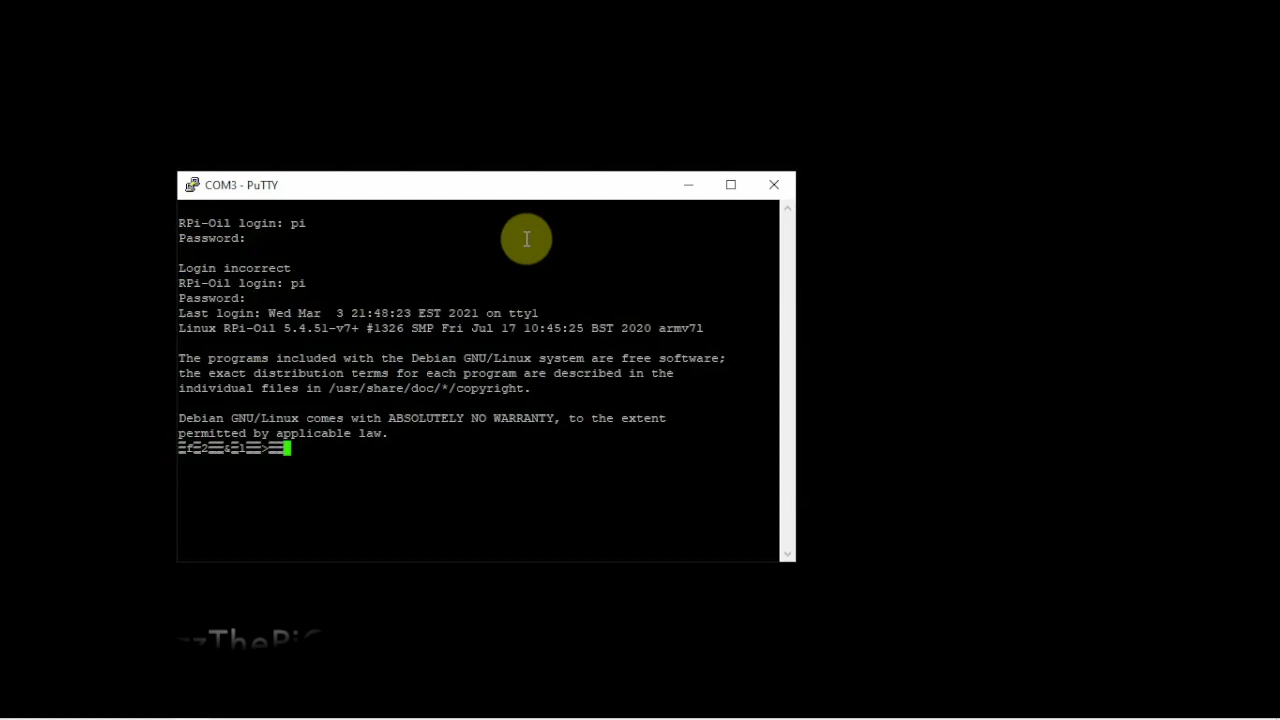 COM3 - PuTTY
RPi-Oil login: pi
Password:
Login incorrect
RPi-Oil login: pi
Password:
Last login: Wed Mar  3 21:48:23 EST 2021 on tty1
Linux RPi-Oil 5.4.51-v7+ #1326 SMP Fri Jul 17 10:45:25 BST 2020 armv7l
The programs included with the Debian GNU/Linux system are free software;
the exact distribution terms for each program are described in the
individual files in /usr/share/doc/*/copyright.
Debian GNU/Linux comes with ABSOLUTELY NO WARRANTY, to the extent
permitted by applicable law.